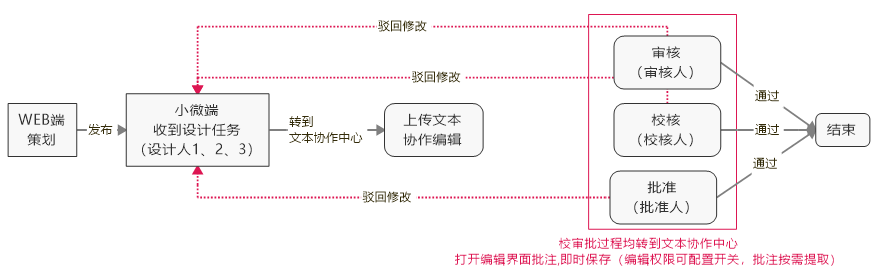 驳回修改
审核
（审核人）
驳回修改
通过
WEB端
策划
发布
小微端
收到设计任务
（设计人1、2、3）
转到
文本协作中心
上传文本
协作编辑
校核
（校核人）
通过
结束
通过
驳回修改
批准
（批准人）
校审批过程均转到文本协作中心
打开编辑界面批注,即时保存（编辑权限可配置开关，批注按需提取）